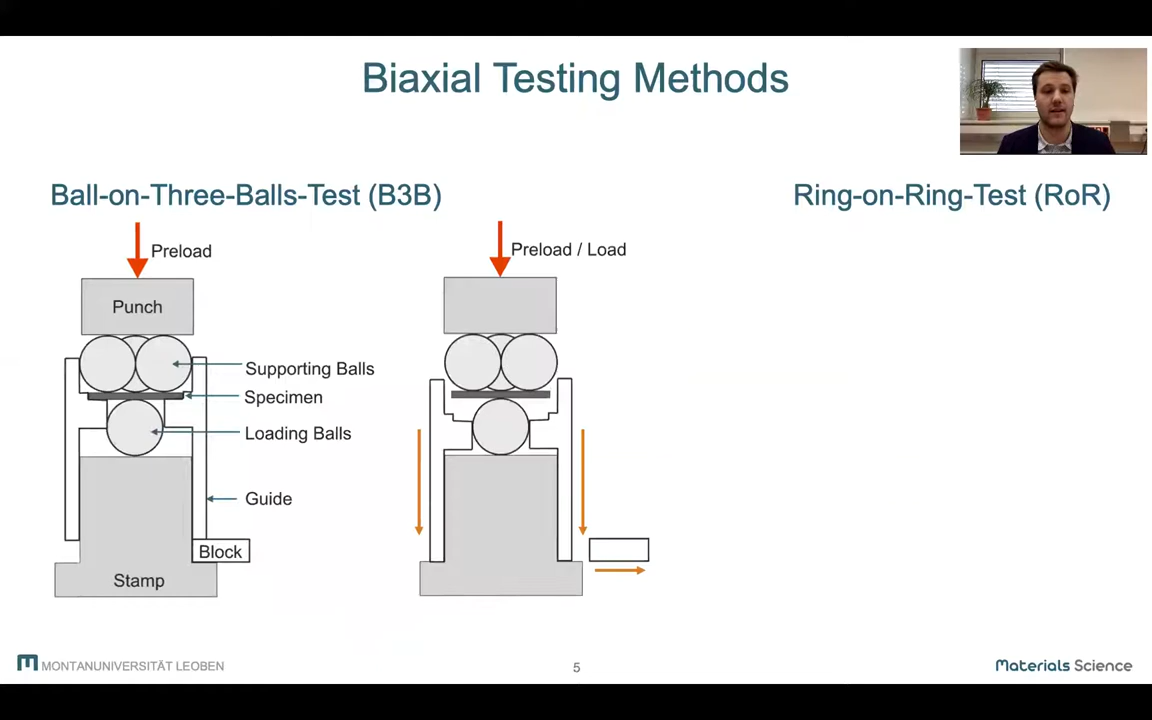 Biaxial Testing Methods
Ball-on-Three-Balls-Test (B3B)
Ring-on-Ring-Test (RoR)
Preload
Punch
Supporting Balls
Specimen
Loading Balls
Guide
Block
Stamp
Preload / Load
MONTANUNIVERSITÄT LEOBEN
5
Materials Science